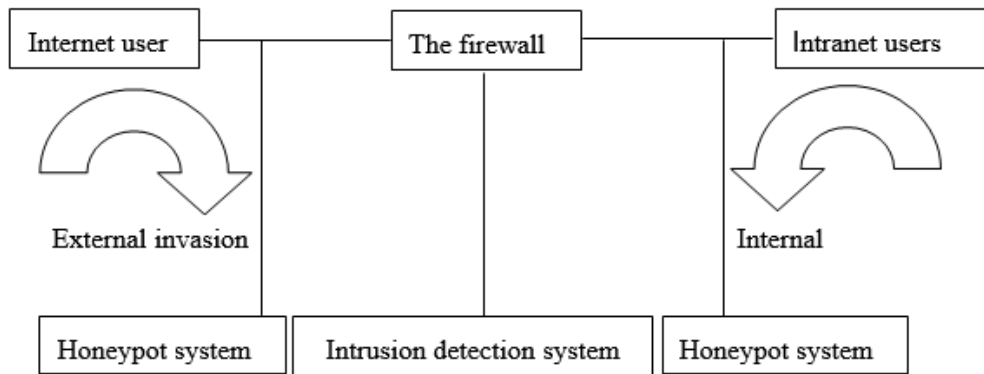 Internet user
The firewall
Intranet users
External invasion
Internal
Honeypot system
Intrusion detection system
Honeypot system